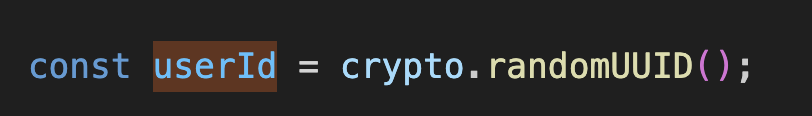 const userId = crypto.randomUUID();